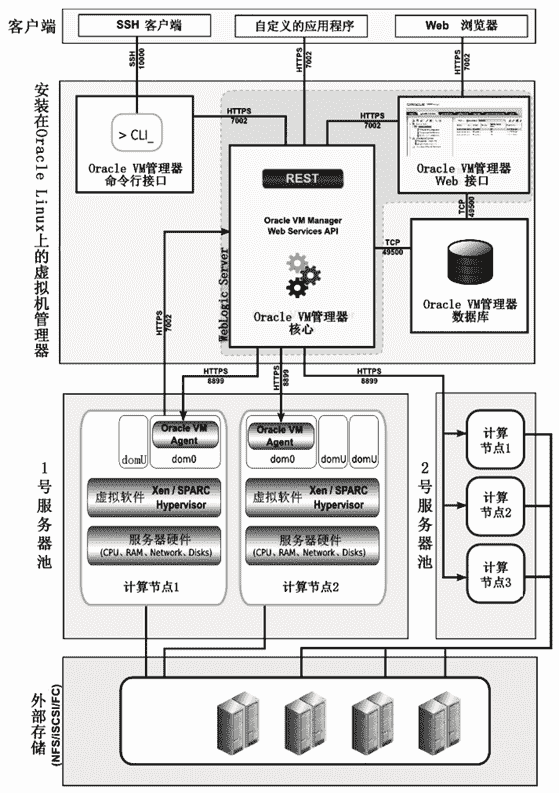 客户端
SSH 客户端
自定义的应用程序
Web 浏览器
SSH
10000
HTTPS
7002
HTTPS
7002
安装在Oracle Linux上的虚拟机管理器
HTTPS
7002
HTTPS
7002
> CLI_
Oracle VM管理器
命令行接口
REST
Oracle VM Manager
Web Services API
Oracle VM管理器
核心
WebLogic Server
Oracle VM管理器
Web 接口
TCP
49500
TCP
49500
Oracle VM管理器
数据库
HTTPS
7002
HTTPS
8899
HTTPS
8899
HTTPS
8899
1号服务器池
domU
Oracle VM
Agent
dom0
虚拟软件 Xen / SPARC
Hypervisor
服务器硬件
(CPU、RAM、Network、Disks)
计算节点1
Oracle VM
Agent
dom0
domU
domU
虚拟软件 Xen / SPARC
Hypervisor
服务器硬件
(CPU、RAM、Network、Disks)
计算节点2
2号服务器池
计算
节点1
计算
节点2
计算
节点3
外部存储
(NFS/iSCSI/FC)